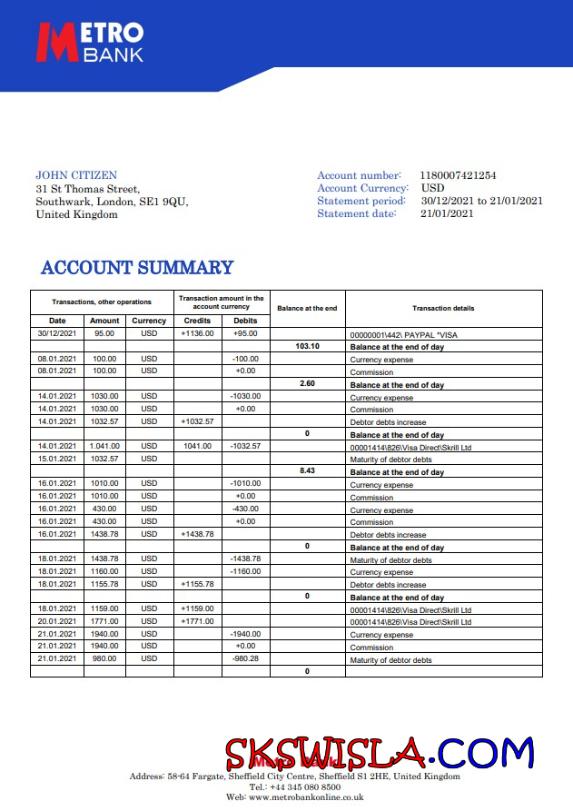 METRO
BANK
JOHN CITIZEN
31 St Thomas Street,
Southwark, London, SE1 9QU,
United Kingdom
Account number: 1180007421254
Account Currency: USD
Statement period: 30/12/2021 to 21/01/2021
Statement date: 21/01/2021
ACCOUNT SUMMARY
Transactions, other operations Transaction amount in the account currency Balance at the end Transaction details
Date Amount Currency Credits Debits
30/12/2021 95.00 USD +1136.00 +95.00 00000001\442\ PAYPAL *VISA
103.10 Balance at the end of day
08.01.2021 100.00 USD -100.00 Currency expense
08.01.2021 100.00 USD +0.00 Commission
2.60 Balance at the end of day
14.01.2021 1030.00 USD -1030.00 Currency expense
14.01.2021 1030.00 USD +0.00 Commission
14.01.2021 1032.57 USD +1032.57 Debtor debts increase
0 Balance at the end of day
14.01.2021 1.041.00 USD 1041.00 -1032.57 00001414\826\Visa Direct\Skrill Ltd
15.01.2021 1032.57 USD Maturity of debtor debts
8.43 Balance at the end of day
16.01.2021 1010.00 USD -1010.00 Currency expense
16.01.2021 1010.00 USD +0.00 Commission
16.01.2021 430.00 USD -430.00 Currency expense
16.01.2021 430.00 USD +0.00 Commission
16.01.2021 1438.78 USD +1438.78 Debtor debts increase
0 Balance at the end of day
18.01.2021 1438.78 USD -1438.78 Maturity of debtor debts
18.01.2021 1160.00 USD -1160.00 Currency expense
18.01.2021 1155.78 USD +1155.78 Debtor debts increase
0 Balance at the end of day
18.01.2021 1159.00 USD +1159.00 00001414\826\Visa Direct\Skrill Ltd
20.01.2021 1771.00 USD +1771.00 00001414\826\Visa Direct\Skrill Ltd
21.01.2021 1940.00 USD -1940.00 Currency expense
21.01.2021 1940.00 USD +0.00 Commission
21.01.2021 980.00 USD -980.28 Maturity of debtor debts
0
SKSWISLA.COM
Metro Bank
Address: 58-64 Fargate, Sheffield City Centre, Sheffield S1 2HE, United Kingdom
Tel.: +44 345 080 8500
Web: www.metrobankonline.co.uk